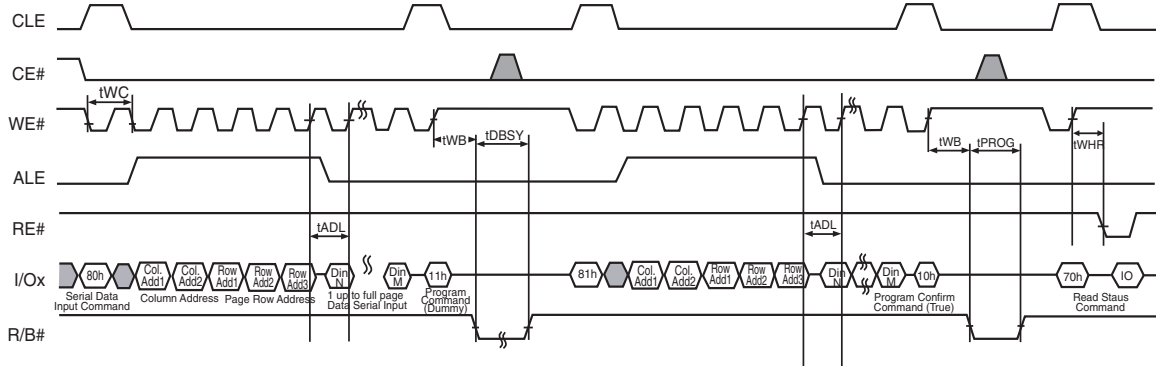 CLE
CE#
tWC
WE#
tWB
tDBSY
tWB
tPROG
tWHR
ALE
RE#
tADL
tADL
I/Ox
80h
Col. Add1
Col. Add2
Row Add1
Row Add2
Row Add3
Din N
Din M
11h
81h
Col. Add1
Col. Add2
Row Add1
Row Add2
Row Add3
Din N
Din M
10h
70h
IO
Serial Data
Input Command
Column Address
Page Row Address
1 up to full page
Data Serial Input
Program
Command
(Dummy)
Program Confirm
Command (True)
Read Staus
Command
R/B#